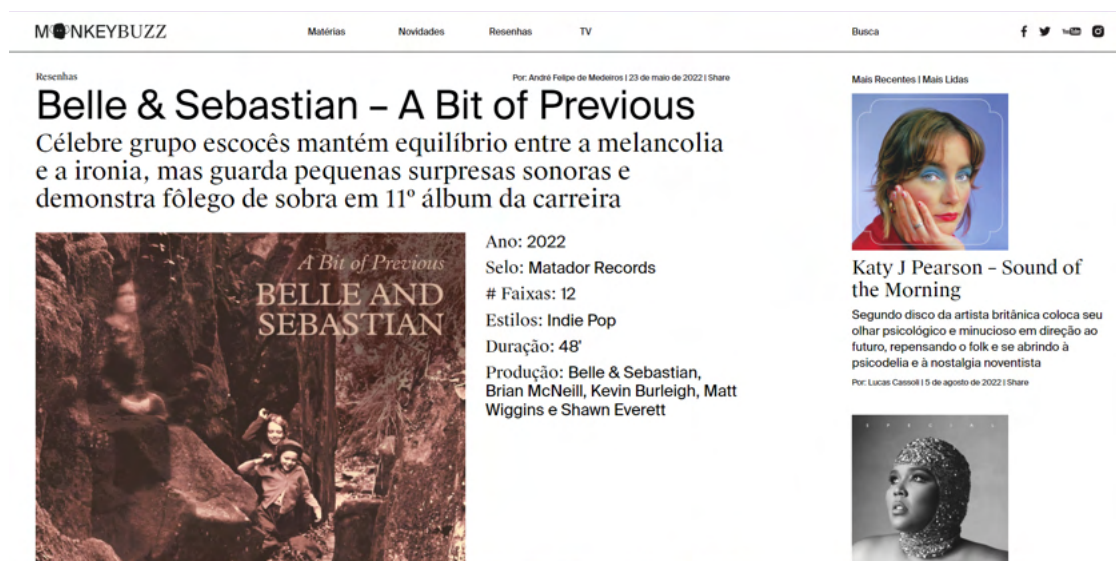 MONKEYBUZZ
Matérias
Novidades
Resenhas
TV
Busca
Resenhas
Por: André Felipe de Medeiros | 23 de maio de 2022 | Share
Belle & Sebastian – A Bit of Previous
Célebre grupo escocês mantém equilíbrio entre a melancolia
e a ironia, mas guarda pequenas surpresas sonoras e
demonstra fôlego de sobra em 11º álbum da carreira
A Bit of Previous
BELLE AND
SEBASTIAN
Ano: 2022
Selo: Matador Records
# Faixas: 12
Estilos: Indie Pop
Duração: 48'
Produção: Belle & Sebastian,
Brian McNeill, Kevin Burleigh, Matt
Wiggins e Shawn Everett
Mais Recentes | Mais Lidas
Katy J Pearson – Sound of
the Morning
Segundo disco da artista britânica coloca seu
olhar psicológico e minucioso em direção ao
futuro, repensando o folk e se abrindo à
psicodelia e à nostalgia noventista
Por: Lucas Cassoli | 5 de agosto de 2022 | Share
SPECIAL